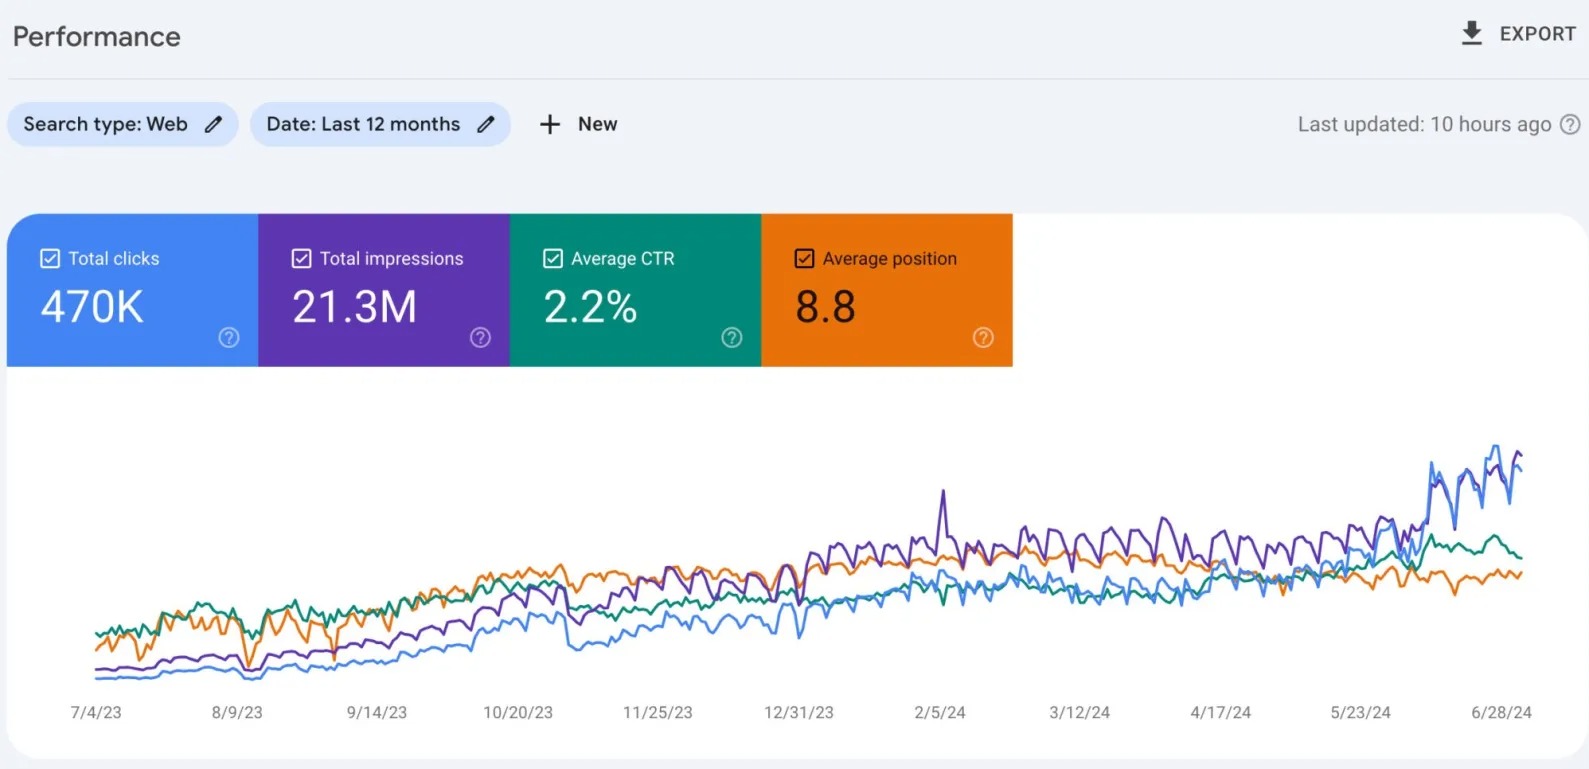 Performance
EXPORT
Search type: Web
Date: Last 12 months
New
Last updated: 10 hours ago
Total clicks
470K
Total impressions
21.3M
Average CTR
2.2%
Average position
8.8
7/4/23
8/9/23
9/14/23
10/20/23
11/25/23
12/31/23
2/5/24
3/12/24
4/17/24
5/23/24
6/28/24